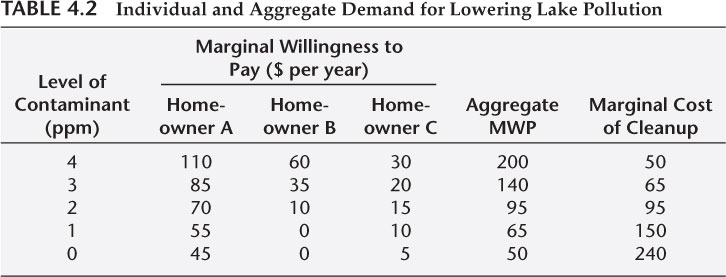 TABLE 4.2 Individual and Aggregate Demand for Lowering Lake Pollution
Marginal Willingness to
Pay ($ per year)
Level of
Contaminant Home- Home- Home- Aggregate Marginal Cost
(ppm) owner A owner B owner C MWP of Cleanup
4 110 60 30 200 50
3 85 35 20 140 65
2 70 10 15 95 95
1 55 0 10 65 150
0 45 0 5 50 240